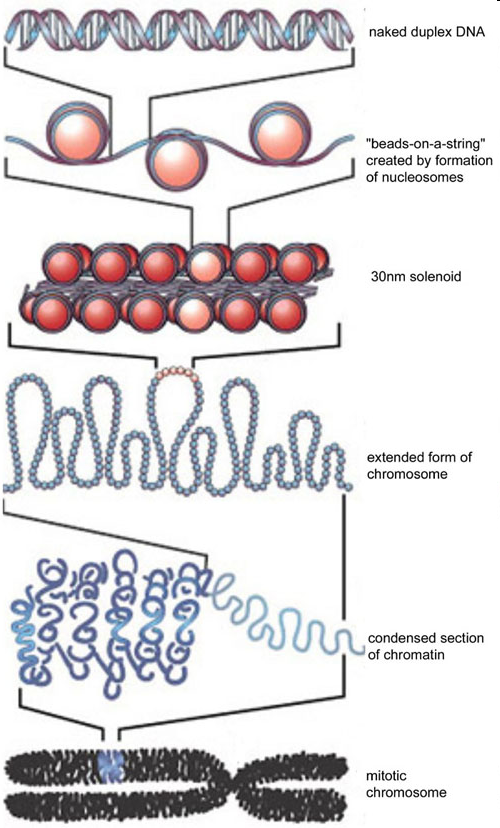 naked duplex DNA
"beads-on-a-string"
created by formation
of nucleosomes
30nm solenoid
extended form of
chromosome
condensed section
of chromatin
mitotic
chromosome